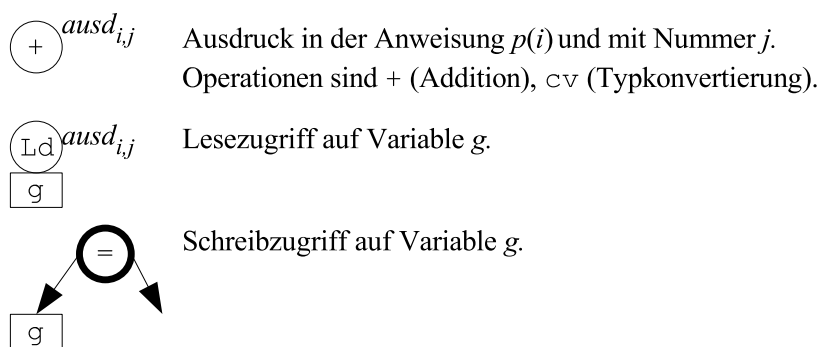 + ausd_{i,j} Ausdruck in der Anweisung p(i) und mit Nummer j.
Operationen sind + (Addition), cv (Typkonvertierung).
Ld ausd_{i,j} Lesezugriff auf Variable g.
g
= Schreibzugriff auf Variable g.
g